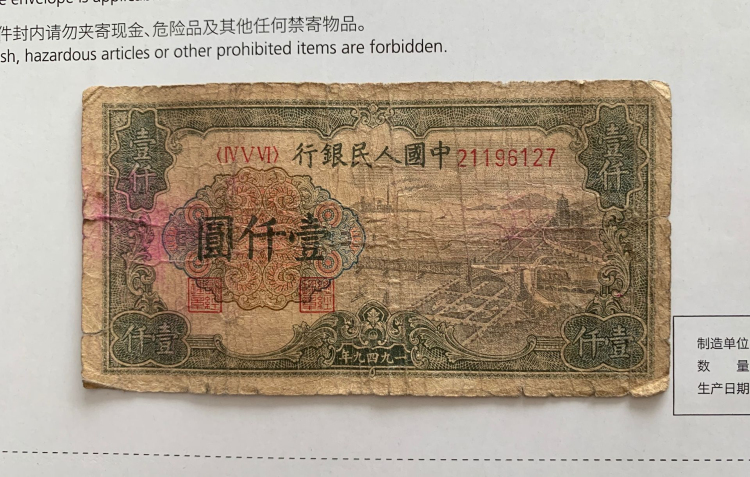 envelope is applica
件封内请勿夹寄现金、危险品及其他任何禁寄物品。
sh, hazardous articles or other prohibited items are forbidden.
壹仟
壹仟
〈ⅣⅤⅥ〉 行銀民人國中 21196127
圓仟壹
仟壹
年九四九一
仟壹
制造单位
数 量
生产日期